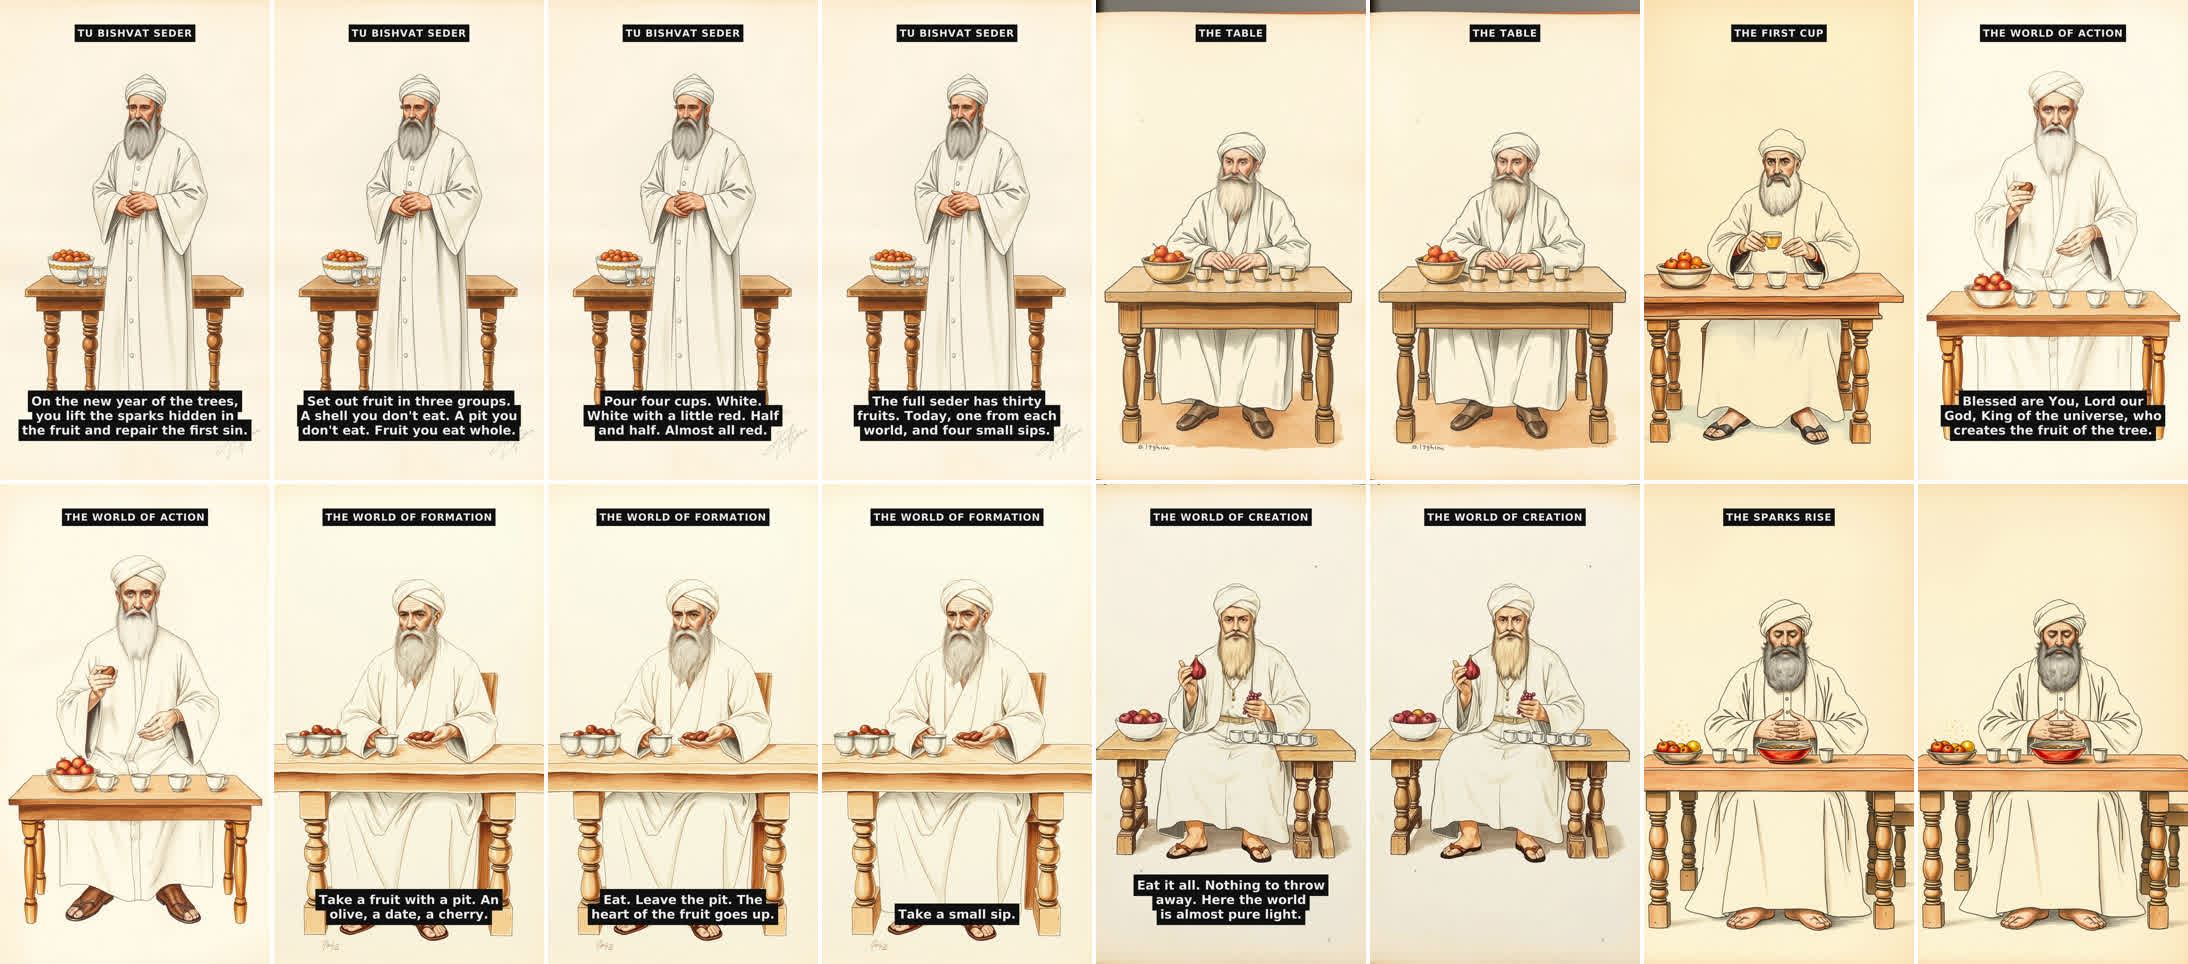 TU BISHVAT SEDER
On the new year of the trees,
you lift the sparks hidden in
the fruit and repair the first sin.
TU BISHVAT SEDER
Set out fruit in three groups.
A shell you don't eat. A pit you
don't eat. Fruit you eat whole.
TU BISHVAT SEDER
Pour four cups. White.
White with a little red. Half
and half. Almost all red.
TU BISHVAT SEDER
The full seder has thirty
fruits. Today, one from each
world, and four small sips.
THE TABLE
THE TABLE
THE FIRST CUP
THE WORLD OF ACTION
Blessed are You, Lord our
God, King of the universe, who
creates the fruit of the tree.
THE WORLD OF ACTION
THE WORLD OF FORMATION
Take a fruit with a pit. An
olive, a date, a cherry.
THE WORLD OF FORMATION
Eat. Leave the pit. The
heart of the fruit goes up.
THE WORLD OF FORMATION
Take a small sip.
THE WORLD OF CREATION
Eat it all. Nothing to throw
away. Here the world
is almost pure light.
THE WORLD OF CREATION
THE SPARKS RISE